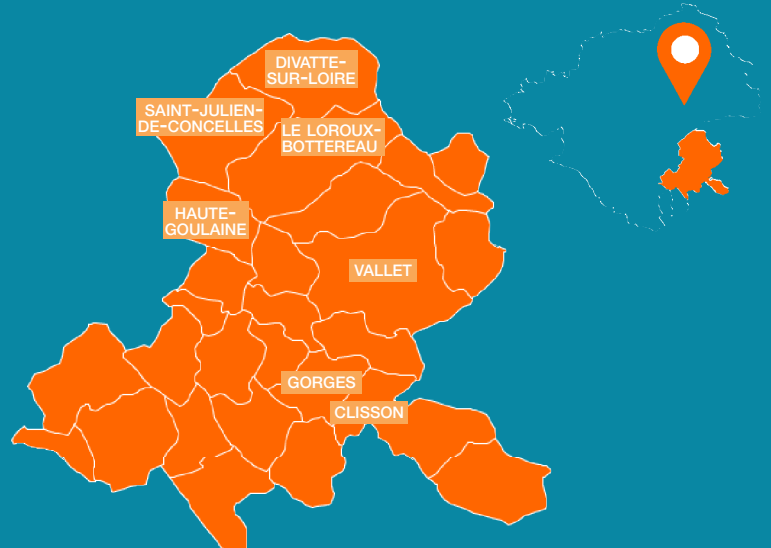 DIVATTE-
SUR-LOIRE
SAINT-JULIEN-
DE-CONCELLES
LE LOROUX-
BOTTEREAU
HAUTE-
GOULAINE
VALLET
GORGES
CLISSON